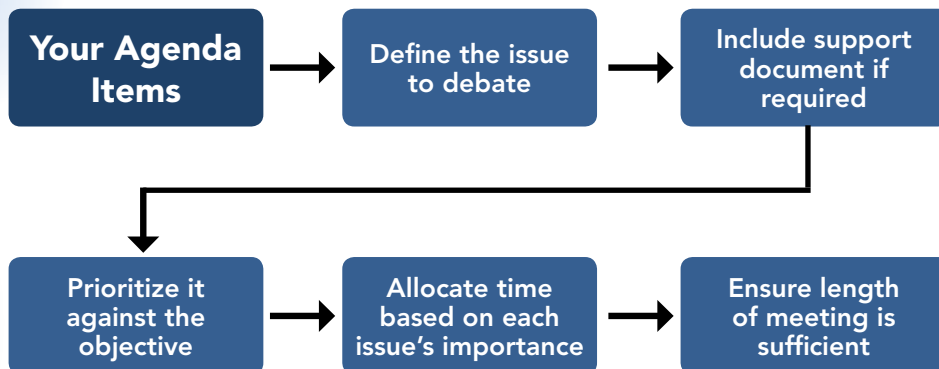 Your Agenda
Items
Define the issue
to debate
Include support
document if
required
Prioritize it
against the
objective
Allocate time
based on each
issue's importance
Ensure length
of meeting is
sufficient